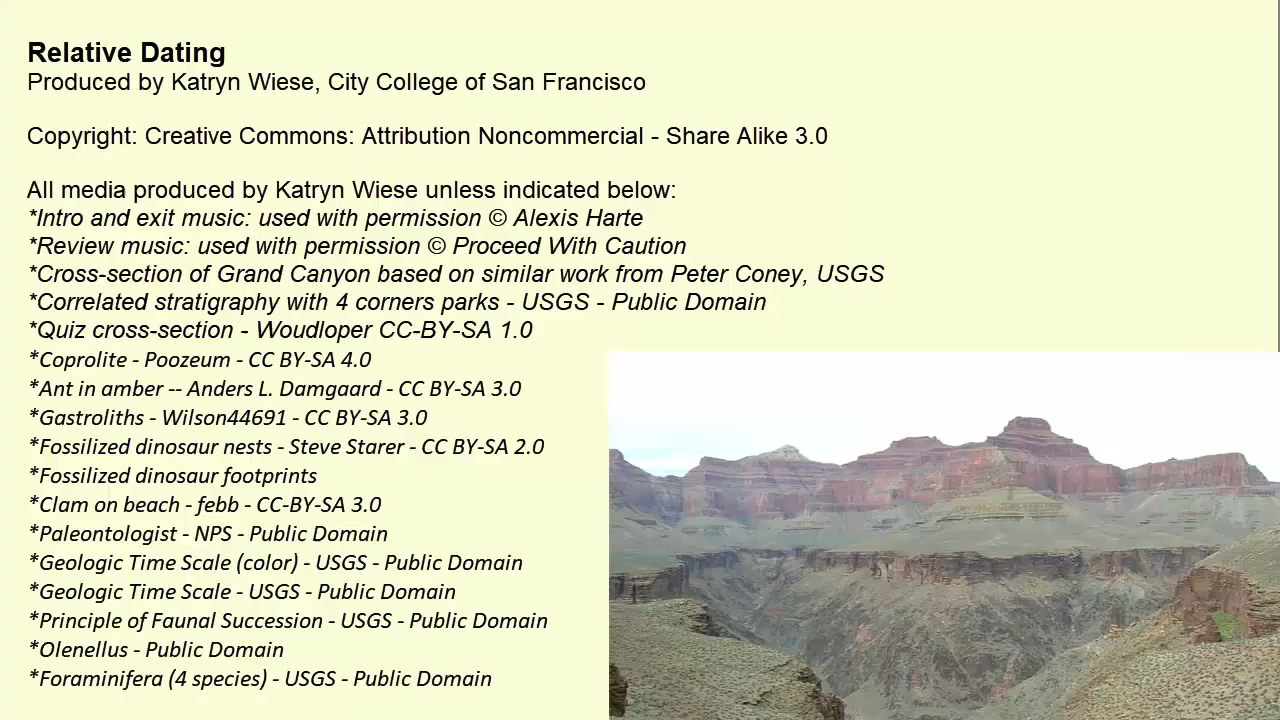 Relative Dating
Produced by Katryn Wiese, City College of San Francisco
Copyright: Creative Commons: Attribution Noncommercial - Share Alike 3.0
All media produced by Katryn Wiese unless indicated below:
*Intro and exit music: used with permission © Alexis Harte
*Review music: used with permission © Proceed With Caution
*Cross-section of Grand Canyon based on similar work from Peter Coney, USGS
*Correlated stratigraphy with 4 corners parks - USGS - Public Domain
*Quiz cross-section - Woudloper CC-BY-SA 1.0
*Coprolite - Poozeum - CC BY-SA 4.0
*Ant in amber -- Anders L. Damgaard - CC BY-SA 3.0
*Gastroliths - Wilson44691 - CC BY-SA 3.0
*Fossilized dinosaur nests - Steve Starer - CC BY-SA 2.0
*Fossilized dinosaur footprints
*Clam on beach - febb - CC-BY-SA 3.0
*Paleontologist - NPS - Public Domain
*Geologic Time Scale (color) - USGS - Public Domain
*Geologic Time Scale - USGS - Public Domain
*Principle of Faunal Succession - USGS - Public Domain
*Olenellus - Public Domain
*Foraminifera (4 species) - USGS - Public Domain